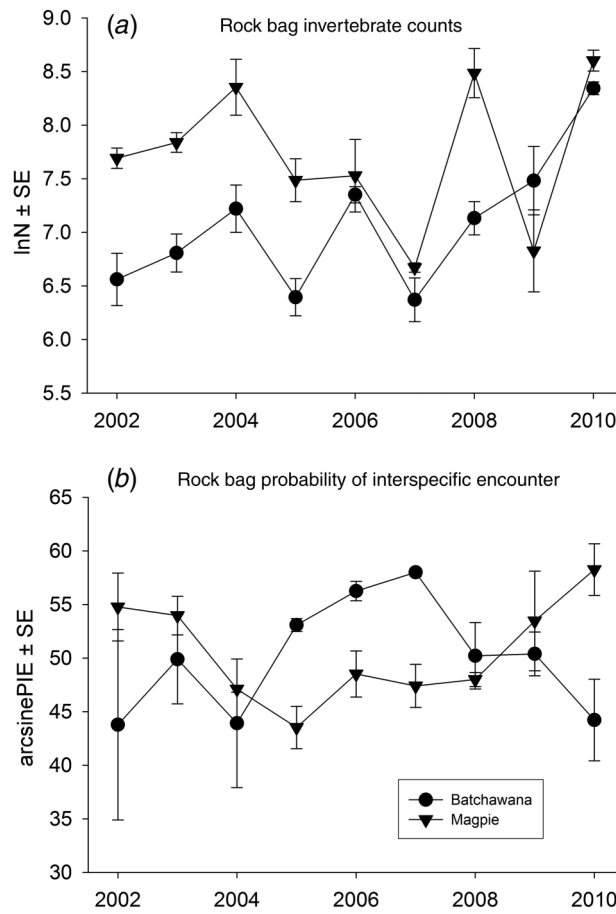 (a) Rock bag invertebrate counts
9.0
8.5
8.0
7.5
7.0
6.5
6.0
5.5
lnN ± SE
2002 2004 2006 2008 2010
(b) Rock bag probability of interspecific encounter
65
60
55
50
45
40
35
30
arcsinePIE ± SE
Batchawana
Magpie
2002 2004 2006 2008 2010